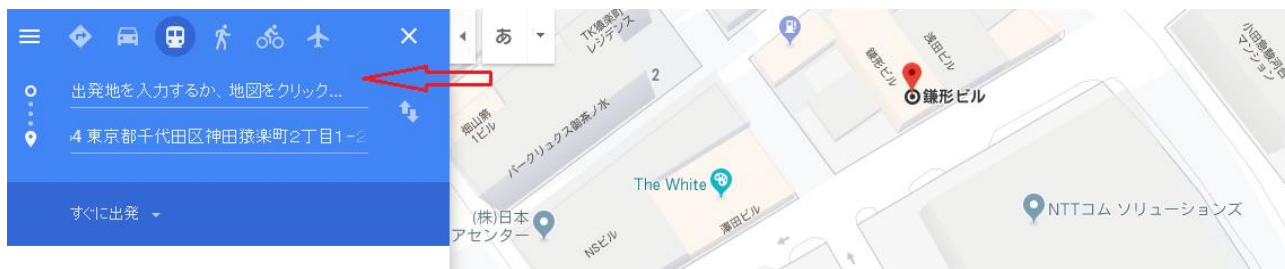 出発地を入力するか、地図をクリック...
4 東京都千代田区神田猿楽町2丁目1-2
すぐに出発
あ
TK猿楽町
レジデンス
2
畑山第
1ビル
パークリュクス御茶ノ水
鎌形ビル
浅田ビル
鎌形ビル
小田急駿河台
マンション
The White
(株)日本
アセンター
NSビル
澤田ビル
NTTコム ソリューションズ